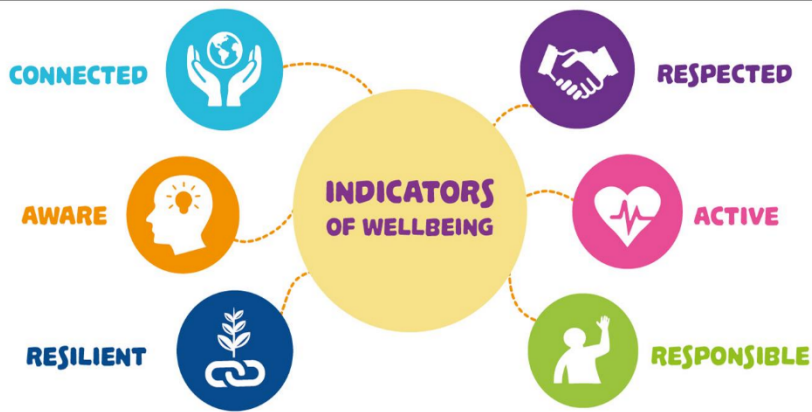 CONNECTED
RESPECTED
INDICATORS
OF WELLBEING
AWARE
ACTIVE
RESILIENT
RESPONSIBLE